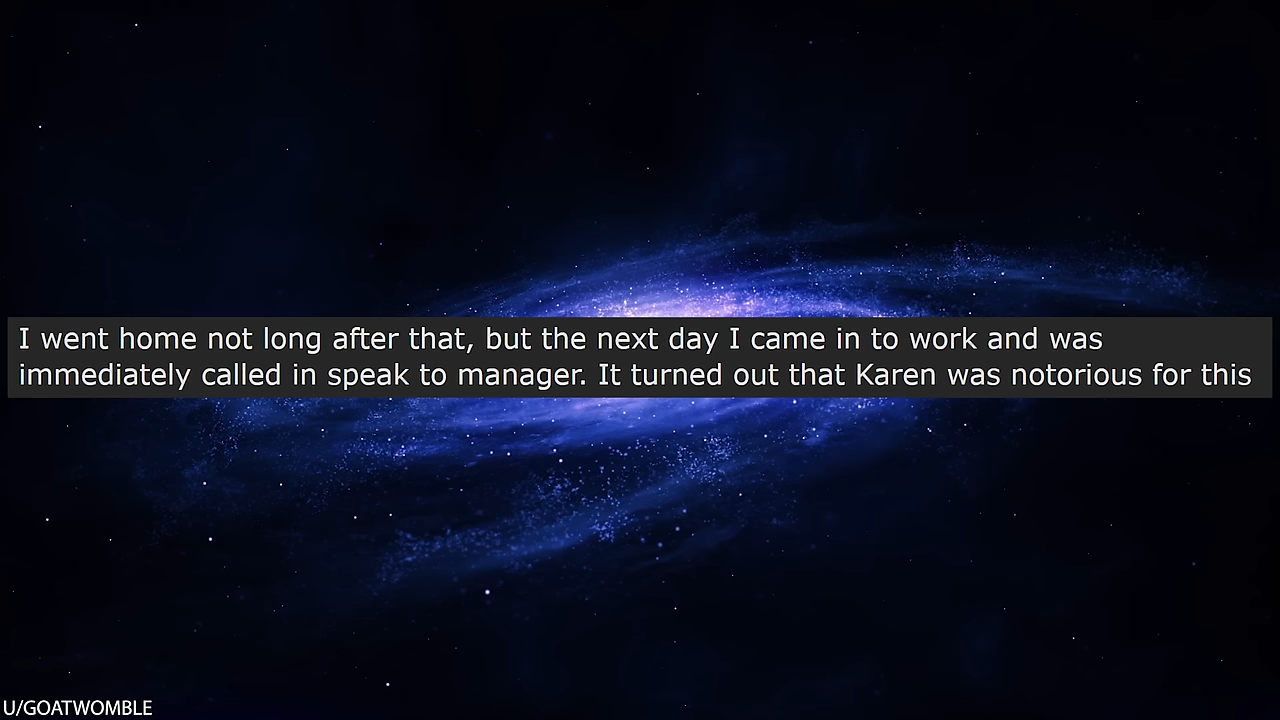 I went home not long after that, but the next day I came in to work and was
immediately called in speak to manager. It turned out that Karen was notorious for this
U/GOATWOMBLE